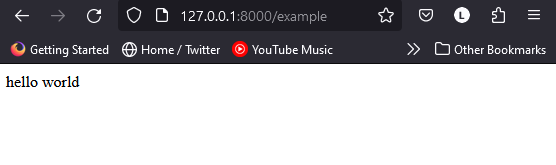 127.0.0.1:8000/example
L
Getting Started Home / Twitter YouTube Music Other Bookmarks
hello world